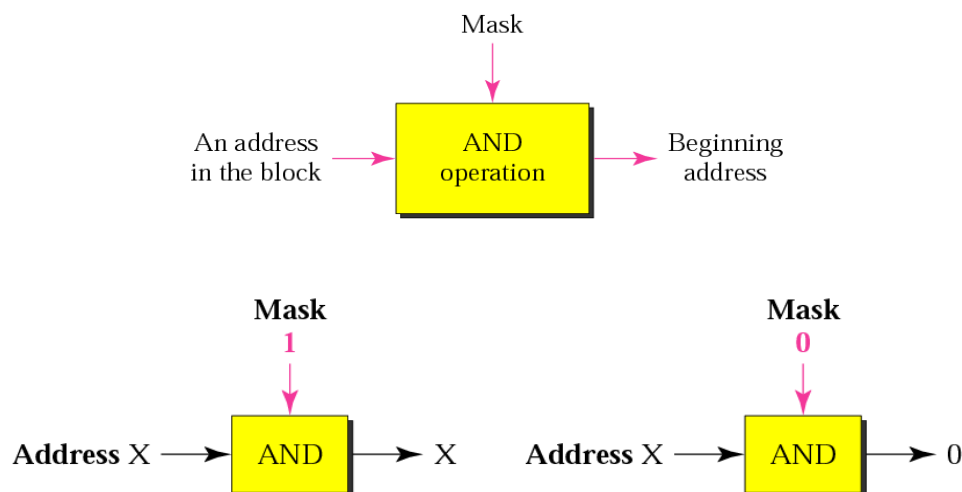 Mask
An address
in the block
AND
operation
Beginning
address
Mask
1
Address X
AND
X
Mask
0
Address X
AND
0